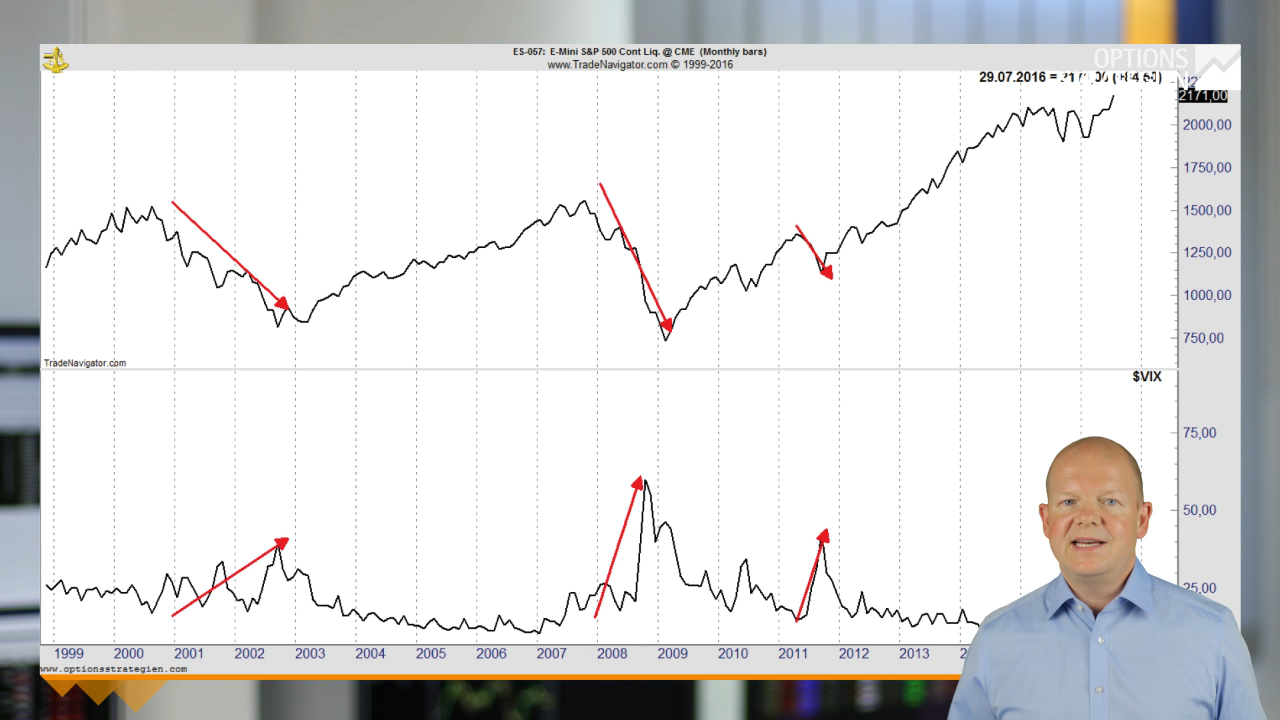 ES-057: E-Mini S&P 500 Cont Liq. @ CME (Monthly bars)
www.TradeNavigator.com © 1999-2016
OPTIONS
29.07.2016 =
2171,00
2000,00
1750,00
1500,00
1250,00
1000,00
750,00
TradeNavigator.com
$VIX
75,00
50,00
25,00
1999 2000 2001 2002 2003 2004 2005 2006 2007 2008 2009 2010 2011 2012 2013
www.optionsstrategien.com